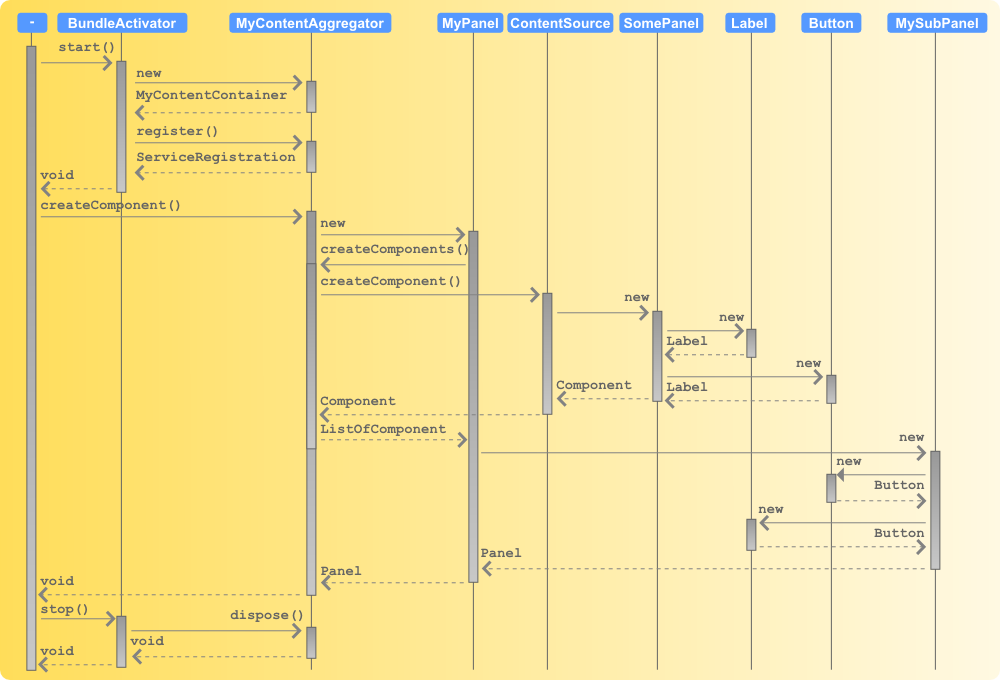 - BundleActivator MyContentAggregator MyPanel ContentSource SomePanel Label Button MySubPanel
start()
new
MyContentContainer
register()
ServiceRegistration
void
createComponent()
new
createComponents()
createComponent()
new
new
Label
new
Component Label
Component
ListOfComponent
new
new
Button
new
Button
Panel
Panel
void
stop() dispose()
void
void